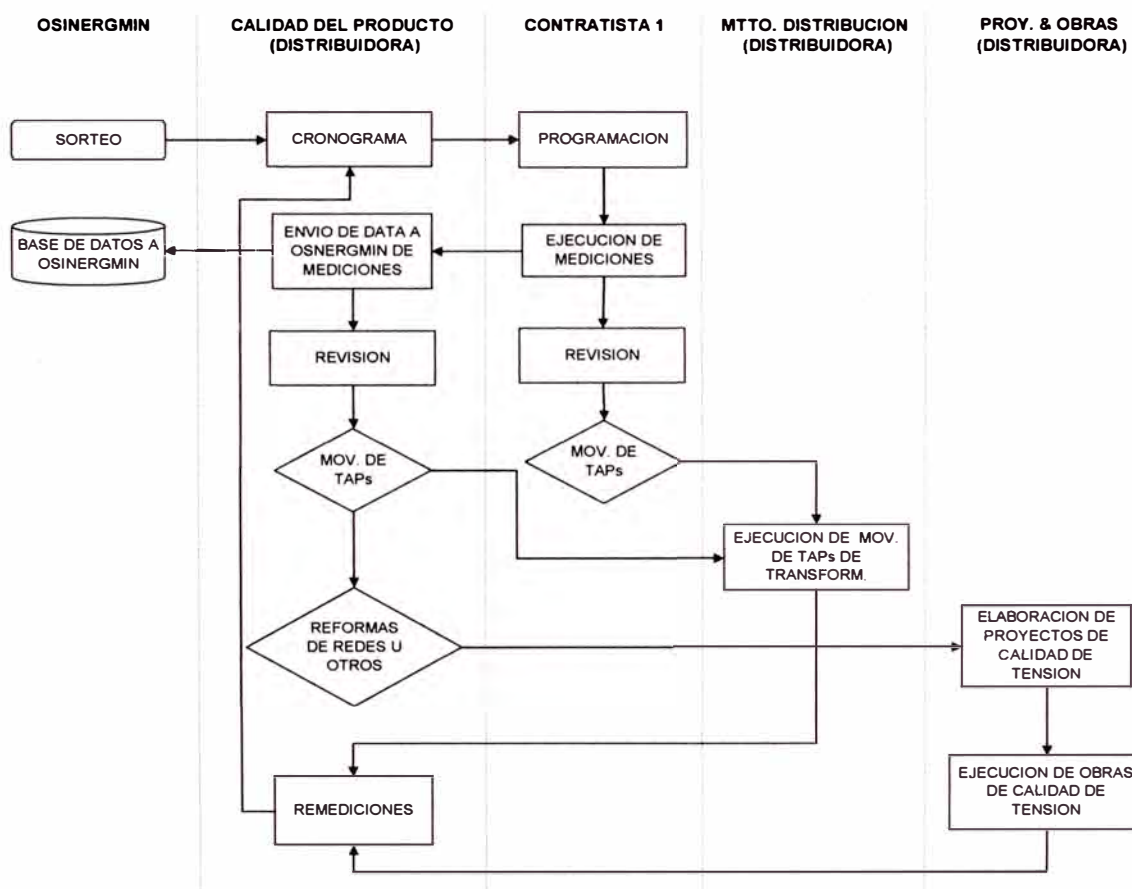 OSINERGMIN
CALIDAD DEL PRODUCTO
(DISTRIBUIDORA)
CONTRATISTA 1
MTTO. DISTRIBUCION
(DISTRIBUIDORA)
PROY. & OBRAS
(DISTRIBUIDORA)
SORTEO
CRONOGRAMA
PROGRAMACION
BASE DE DATOS A
OSINERGMIN
ENVIO DE DATA A
OSNERGMIN DE
MEDICIONES
EJECUCION DE
MEDICIONES
REVISION
REVISION
MOV. DE
TAPs
MOV. DE
TAPs
EJECUCION DE MOV.
DE TAPs DE
TRANSFORM.
REFORMAS
DE REDES U
OTROS
ELABORACION DE
PROYECTOS DE
CALIDAD DE
TENSION
REMEDICIONES
EJECUCION DE OBRAS
DE CALIDAD DE
TENSION